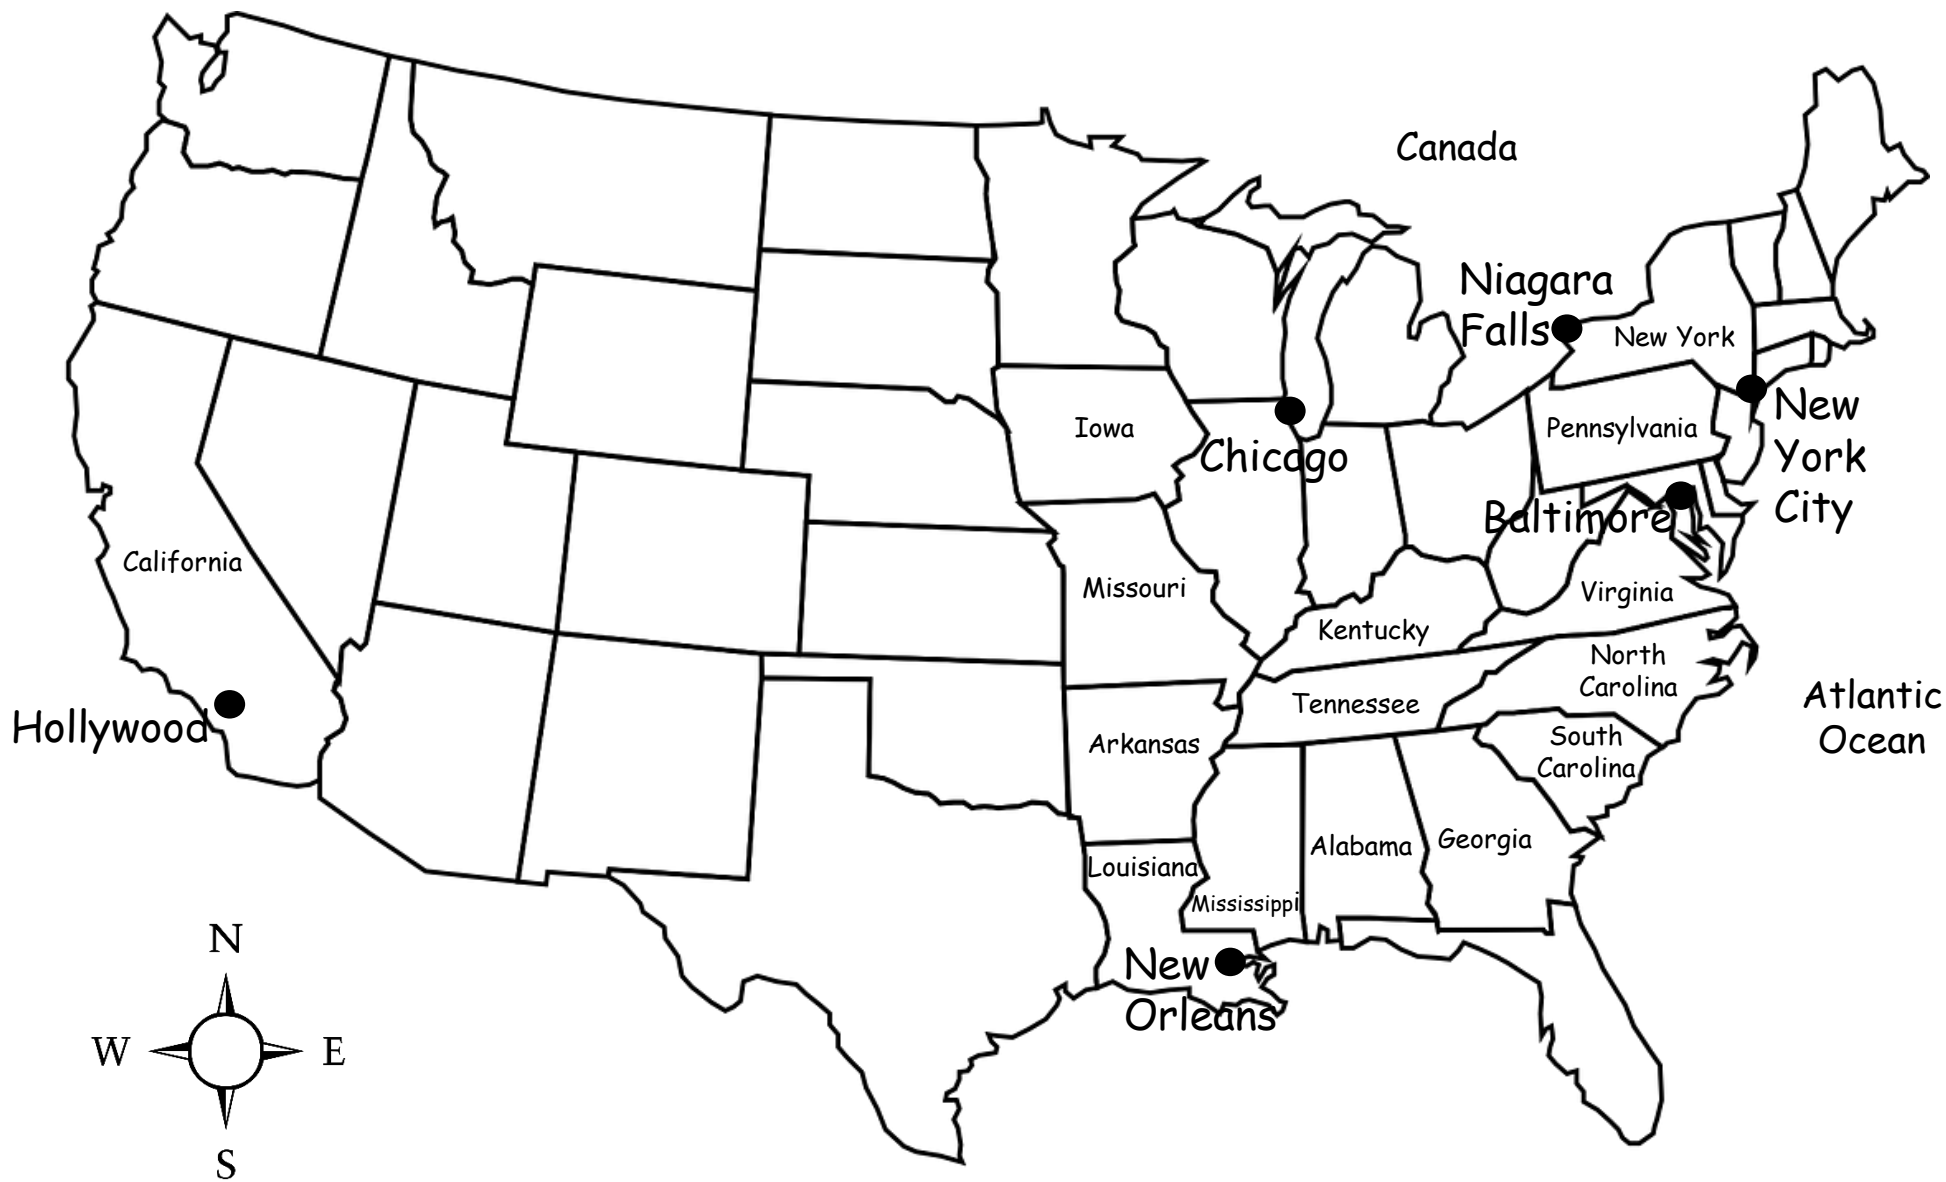 Canada
Niagara
Falls
New York
New
York
City
Iowa
Pennsylvania
Chicago
Baltimore
California
Missouri
Virginia
Kentucky
North
Carolina
Hollywood
Tennessee
Atlantic
Ocean
Arkansas
South
Carolina
Louisiana
Alabama
Georgia
Mississippi
New
Orleans
N
W
E
S